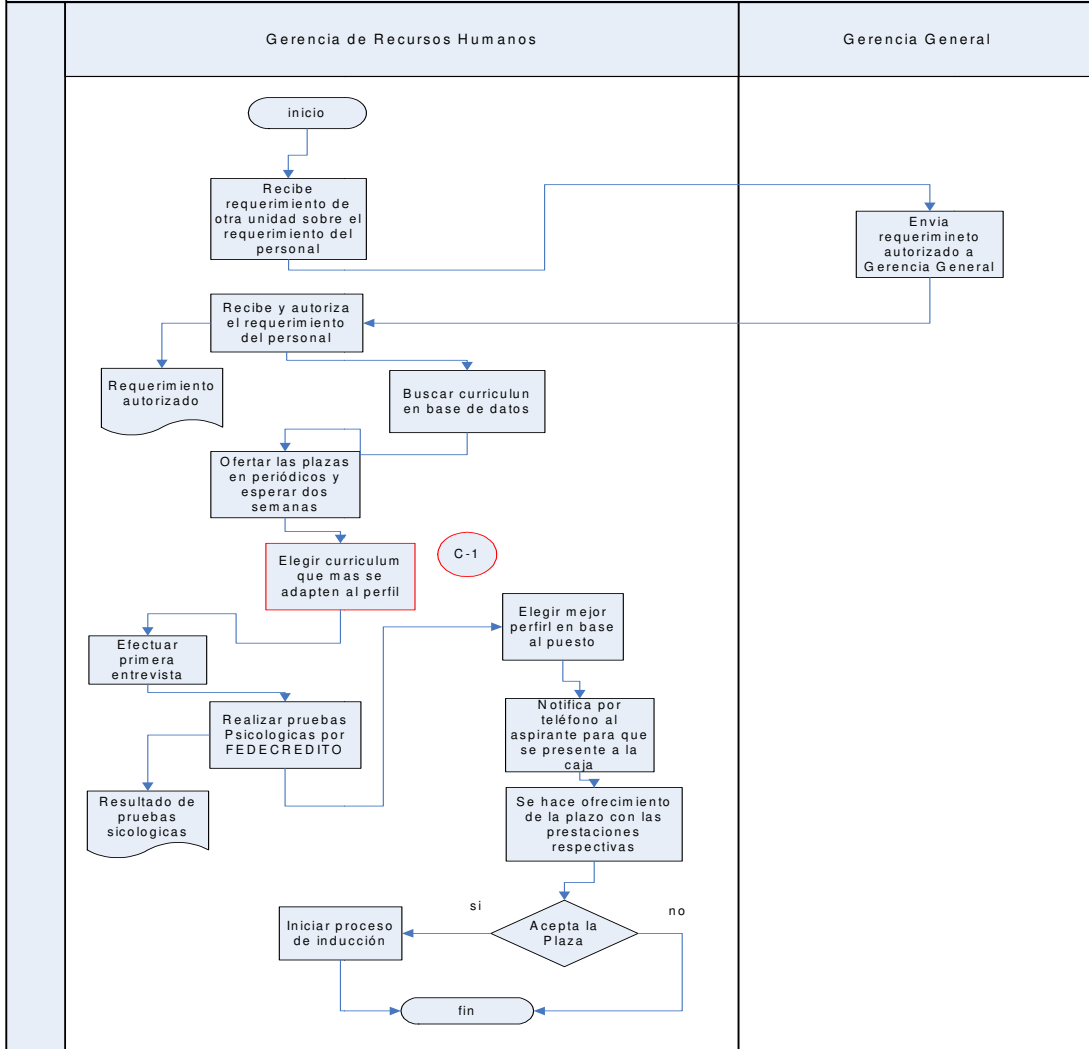 Gerencia de Recursos Humanos
Gerencia General
inicio
Recibe
requerimiento de
otra unidad sobre el
requerimiento del
personal
Envia
requerimineto
autorizado a
Gerencia General
Recibe y autoriza
el requerimiento
del personal
Requerimiento
autorizado
Buscar curriculun
en base de datos
Ofertar las plazas
en periódicos y
esperar dos
semanas
Elegir curriculum
que mas se
adapten al perfil
C-1
Elegir mejor
perfirl en base
al puesto
Efectuar
primera
entrevista
Notifica por
teléfono al
aspirante para que
se presente a la
caja
Realizar pruebas
Psicologicas por
FEDECREDITO
Resultado de
pruebas
sicologicas
Se hace ofrecimiento
de la plazo con las
prestaciones
respectivas
si
no
Acepta la
Plaza
Iniciar proceso
de inducción
fin